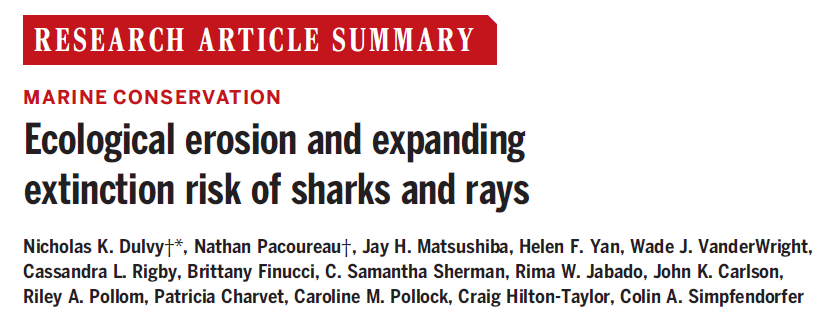 RESEARCH ARTICLE SUMMARY
MARINE CONSERVATION
Ecological erosion and expanding
extinction risk of sharks and rays
Nicholas K. Dulvy†*, Nathan Pacoureau†, Jay H. Matsushiba, Helen F. Yan, Wade J. VanderWright,
Cassandra L. Rigby, Brittany Finucci, C. Samantha Sherman, Rima W. Jabado, John K. Carlson,
Riley A. Pollom, Patricia Charvet, Caroline M. Pollock, Craig Hilton-Taylor, Colin A. Simpfendorfer